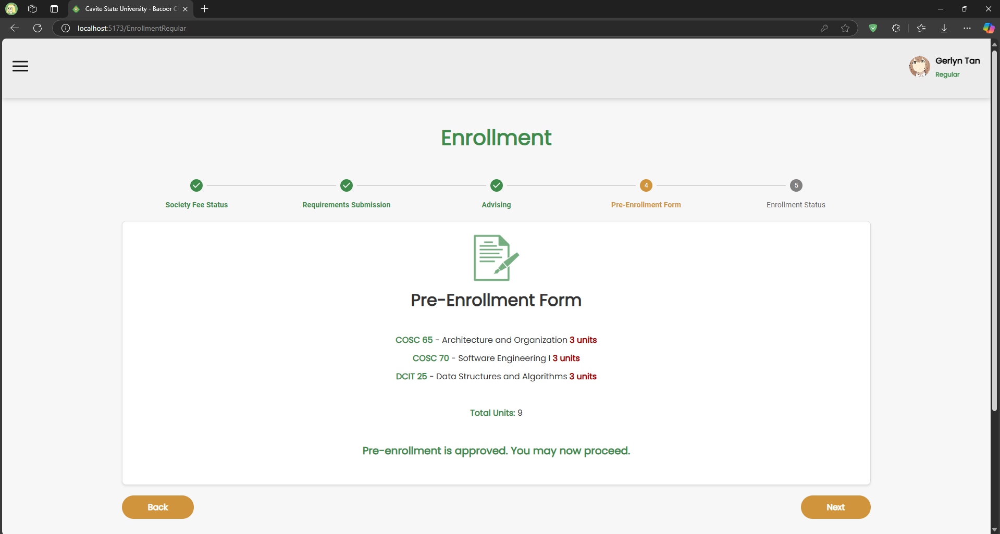 Cavite State University - Bacoor C
localhost:5173/EnrollmentRegular
Gerlyn Tan
Regular
Enrollment
4
5
Society Fee Status
Requirements Submission
Advising
Pre-Enrollment Form
Enrollment Status
Pre-Enrollment Form
COSC 65 - Architecture and Organization 3 units
COSC 70 - Software Engineering I 3 units
DCIT 25 - Data Structures and Algorithms 3 units
Total Units: 9
Pre-enrollment is approved. You may now proceed.
Back
Next